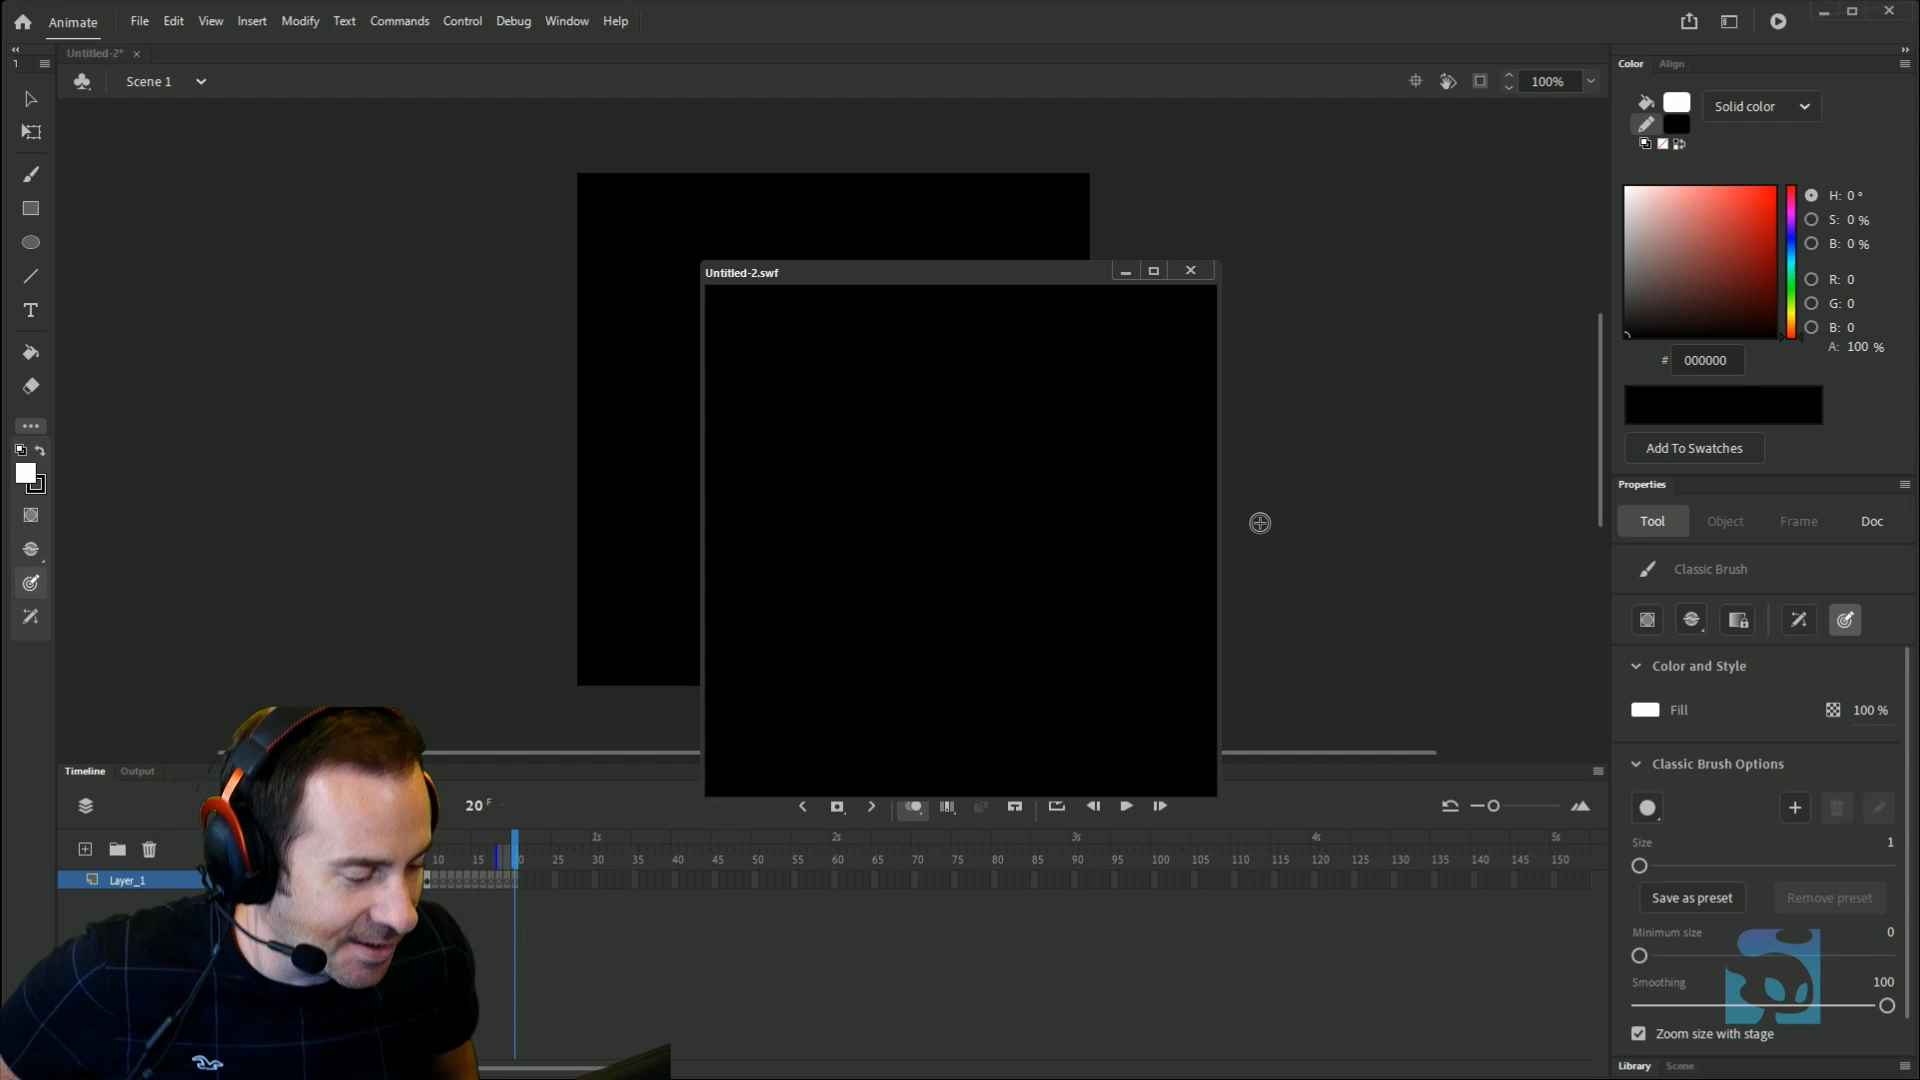 Animate
File Edit View Insert Modify Text Commands Control Debug Window Help
Untitled-2*
Scene 1
100%
Untitled-2.swf
Color Align
Solid color
H: 0 °
S: 0 %
B: 0 %
R: 0
G: 0
B: 0
A: 100 %
# 000000
Add To Swatches
Properties
Tool Object Frame Doc
Classic Brush
Color and Style
Fill 100 %
Classic Brush Options
Size 1
Save as preset Remove preset
Minimum size 0
Smoothing 100
Zoom size with stage
Library Scene
Timeline Output
20 F
1s 2s 3s 4s 5s
10 15 20 25 30 35 40 45 50 55 60 65 70 75 80 85 90 95 100 105 110 115 120 125 130 135 140 145 150
Layer_1